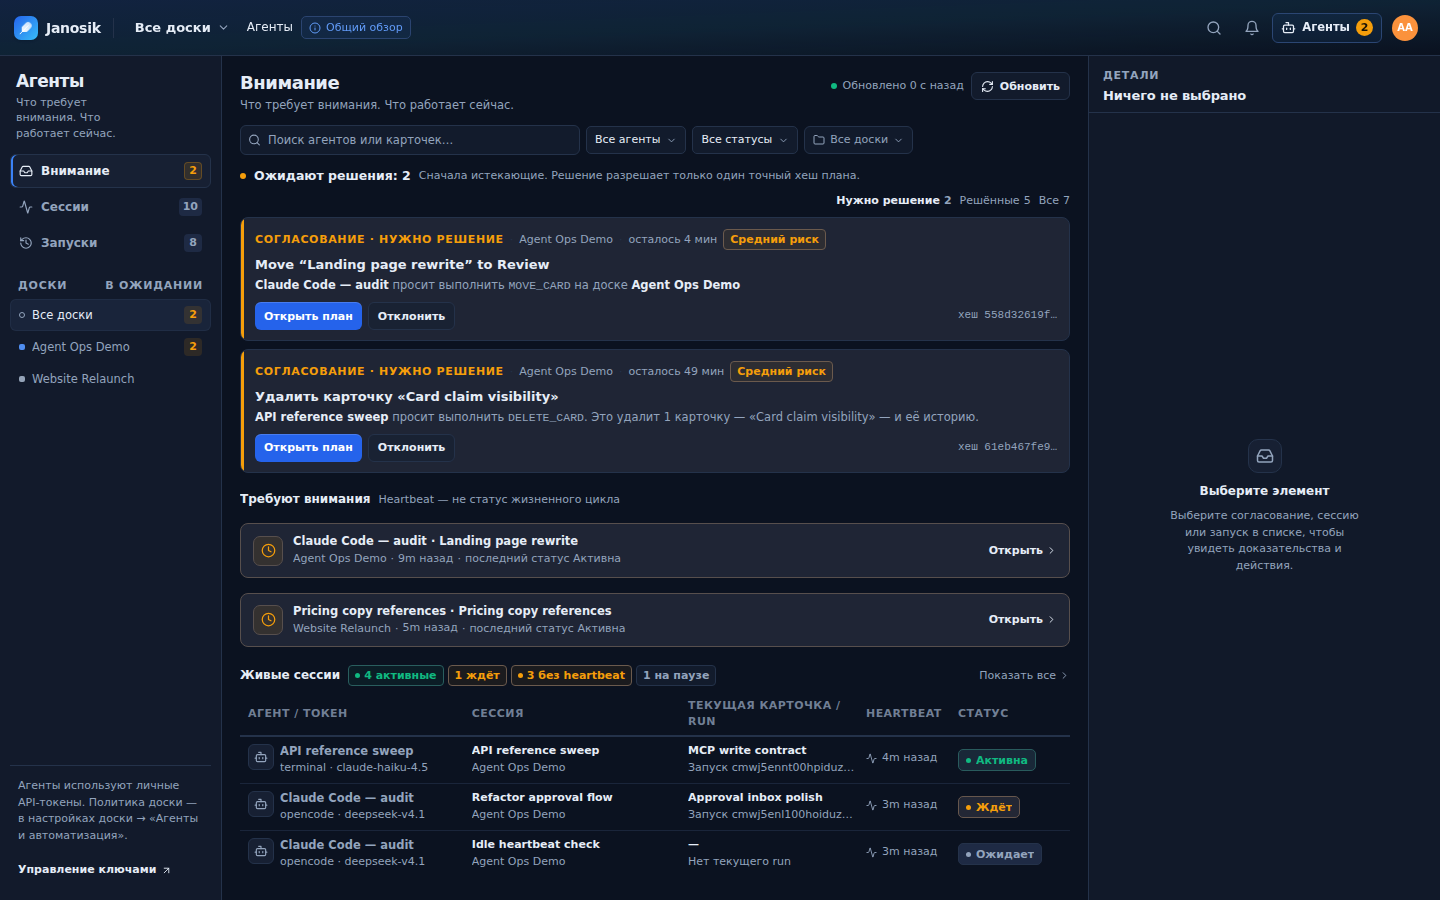 Janosik
Все доски
Агенты
Общий обзор
Агенты 2
AA
Агенты
Что требует
внимания. Что
работает сейчас.
Внимание 2
Сессии 10
Запуски 8
ДОСКИ В ОЖИДАНИИ
Все доски 2
Agent Ops Demo 2
Website Relaunch
Агенты используют личные
API-токены. Политика доски —
в настройках доски → «Агенты
и автоматизация».
Управление ключами
Внимание
Что требует внимания. Что работает сейчас.
Обновлено 0 с назад
Обновить
Поиск агентов или карточек…
Все агенты
Все статусы
Все доски
Ожидают решения: 2 Сначала истекающие. Решение разрешает только один точный хеш плана.
Нужно решение 2 Решённые 5 Все 7
СОГЛАСОВАНИЕ · НУЖНО РЕШЕНИЕ Agent Ops Demo осталось 4 мин Средний риск
Move “Landing page rewrite” to Review
Claude Code — audit просит выполнить MOVE_CARD на доске Agent Ops Demo
Открыть план Отклонить хеш 558d32619f…
СОГЛАСОВАНИЕ · НУЖНО РЕШЕНИЕ Agent Ops Demo осталось 49 мин Средний риск
Удалить карточку «Card claim visibility»
API reference sweep просит выполнить DELETE_CARD. Это удалит 1 карточку — «Card claim visibility» — и её историю.
Открыть план Отклонить хеш 61eb467fe9…
Требуют внимания Heartbeat — не статус жизненного цикла
Claude Code — audit · Landing page rewrite
Agent Ops Demo · 9m назад · последний статус Активна
Открыть
Pricing copy references · Pricing copy references
Website Relaunch · 5m назад · последний статус Активна
Открыть
Живые сессии 4 активные 1 ждёт 3 без heartbeat 1 на паузе Показать все
АГЕНТ / ТОКЕН СЕССИЯ ТЕКУЩАЯ КАРТОЧКА / RUN HEARTBEAT СТАТУС
API reference sweep API reference sweep MCP write contract 4m назад Активна
terminal · claude-haiku-4.5 Agent Ops Demo Запуск cmwj5ennt00hpiduz…
Claude Code — audit Refactor approval flow Approval inbox polish 3m назад Ждёт
opencode · deepseek-v4.1 Agent Ops Demo Запуск cmwj5enl100hoiduz…
Claude Code — audit Idle heartbeat check — 3m назад Ожидает
opencode · deepseek-v4.1 Agent Ops Demo Нет текущего run
ДЕТАЛИ
Ничего не выбрано
Выберите элемент
Выберите согласование, сессию
или запуск в списке, чтобы
увидеть доказательства и
действия.